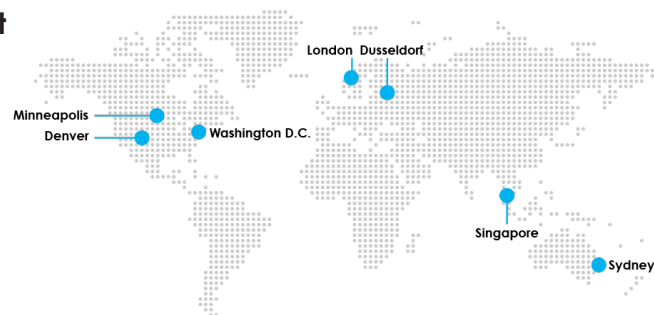 t
London Dusseldorf
Minneapolis
Denver
Washington D.C.
Singapore
Sydney